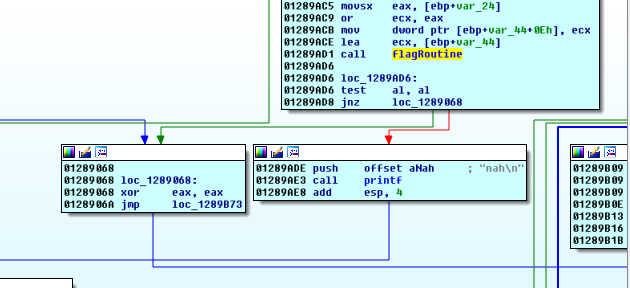 01289AC5 movsx eax, [ebp+var_24]
01289AC9 or ecx, eax
01289ACB mov dword ptr [ebp+var_44+0Eh], ecx
01289ACE lea ecx, [ebp+var_44]
01289AD1 call flagRoutine
01289AD6
01289AD6 loc_1289AD6:
01289AD6 test al, al
01289AD8 jnz loc_1289068
01289068
01289068 loc_1289068:
01289068 xor eax, eax
0128906A jmp loc_1289B73
01289ADE push offset aNah ; "nah\n"
01289AE3 call printf
01289AE8 add esp, 4
01289B09
01289B09
01289B09
01289B0E
01289B13
01289B16
01289B1B